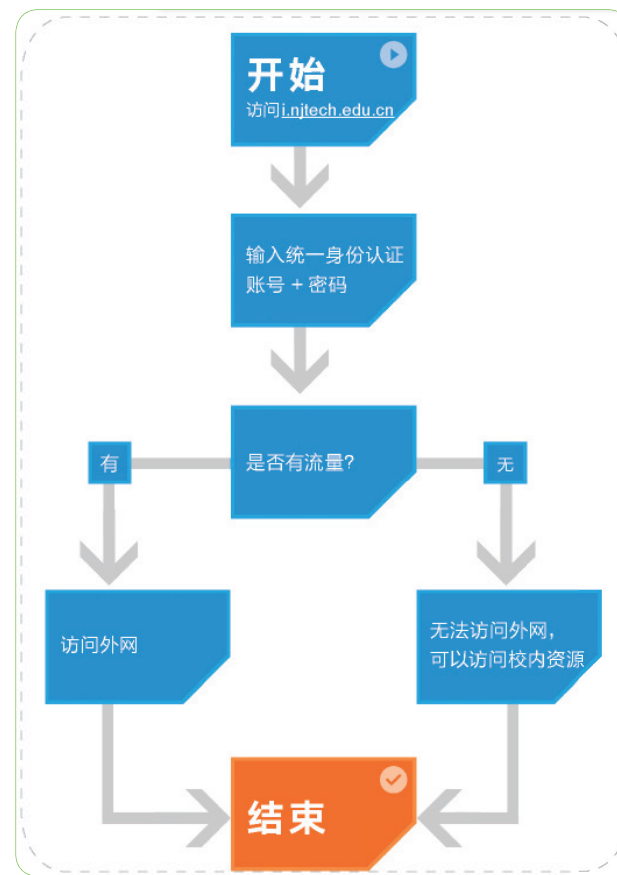 开始
访问i.njtech.edu.cn
输入统一身份认证
账号 + 密码
是否有流量?
有
无
访问外网
无法访问外网，
可以访问校内资源
结束